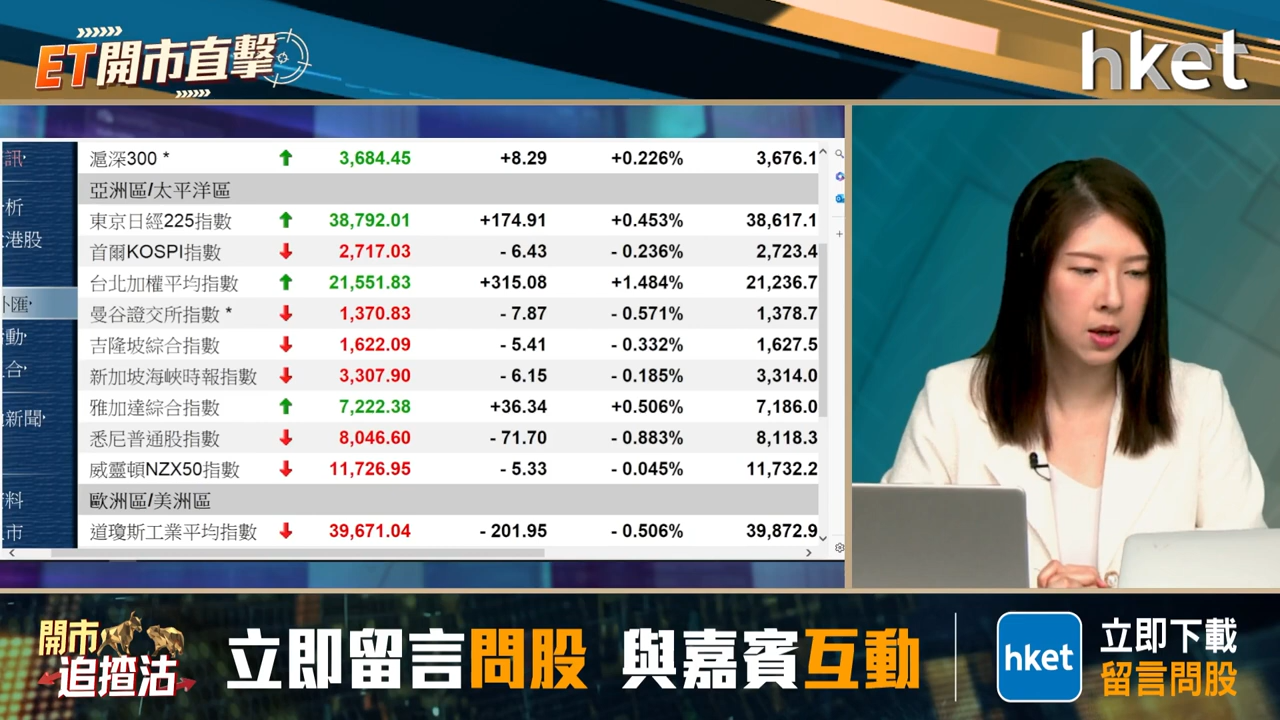 ET開市直擊
hket
訊
滬深300 * 3,684.45 +8.29 +0.226% 3,676.1
亞洲區/太平洋區
析
東京日經225指數 38,792.01 +174.91 +0.453% 38,617.1
港股
首爾KOSPI指數 2,717.03 - 6.43 - 0.236% 2,723.4
台北加權平均指數 21,551.83 +315.08 +1.484% 21,236.7
外匯
曼谷證交所指數 * 1,370.83 - 7.87 - 0.571% 1,378.7
動
吉隆坡綜合指數 1,622.09 - 5.41 - 0.332% 1,627.5
合
新加坡海峽時報指數 3,307.90 - 6.15 - 0.185% 3,314.0
雅加達綜合指數 7,222.38 +36.34 +0.506% 7,186.0
新聞
悉尼普通股指數 8,046.60 - 71.70 - 0.883% 8,118.3
威靈頓NZX50指數 11,726.95 - 5.33 - 0.045% 11,732.2
料
歐洲區/美洲區
市
道瓊斯工業平均指數 39,671.04 - 201.95 - 0.506% 39,872.9
開市
追揸沽
立即留言問股 與嘉賓互動
hket
立即下載
留言問股